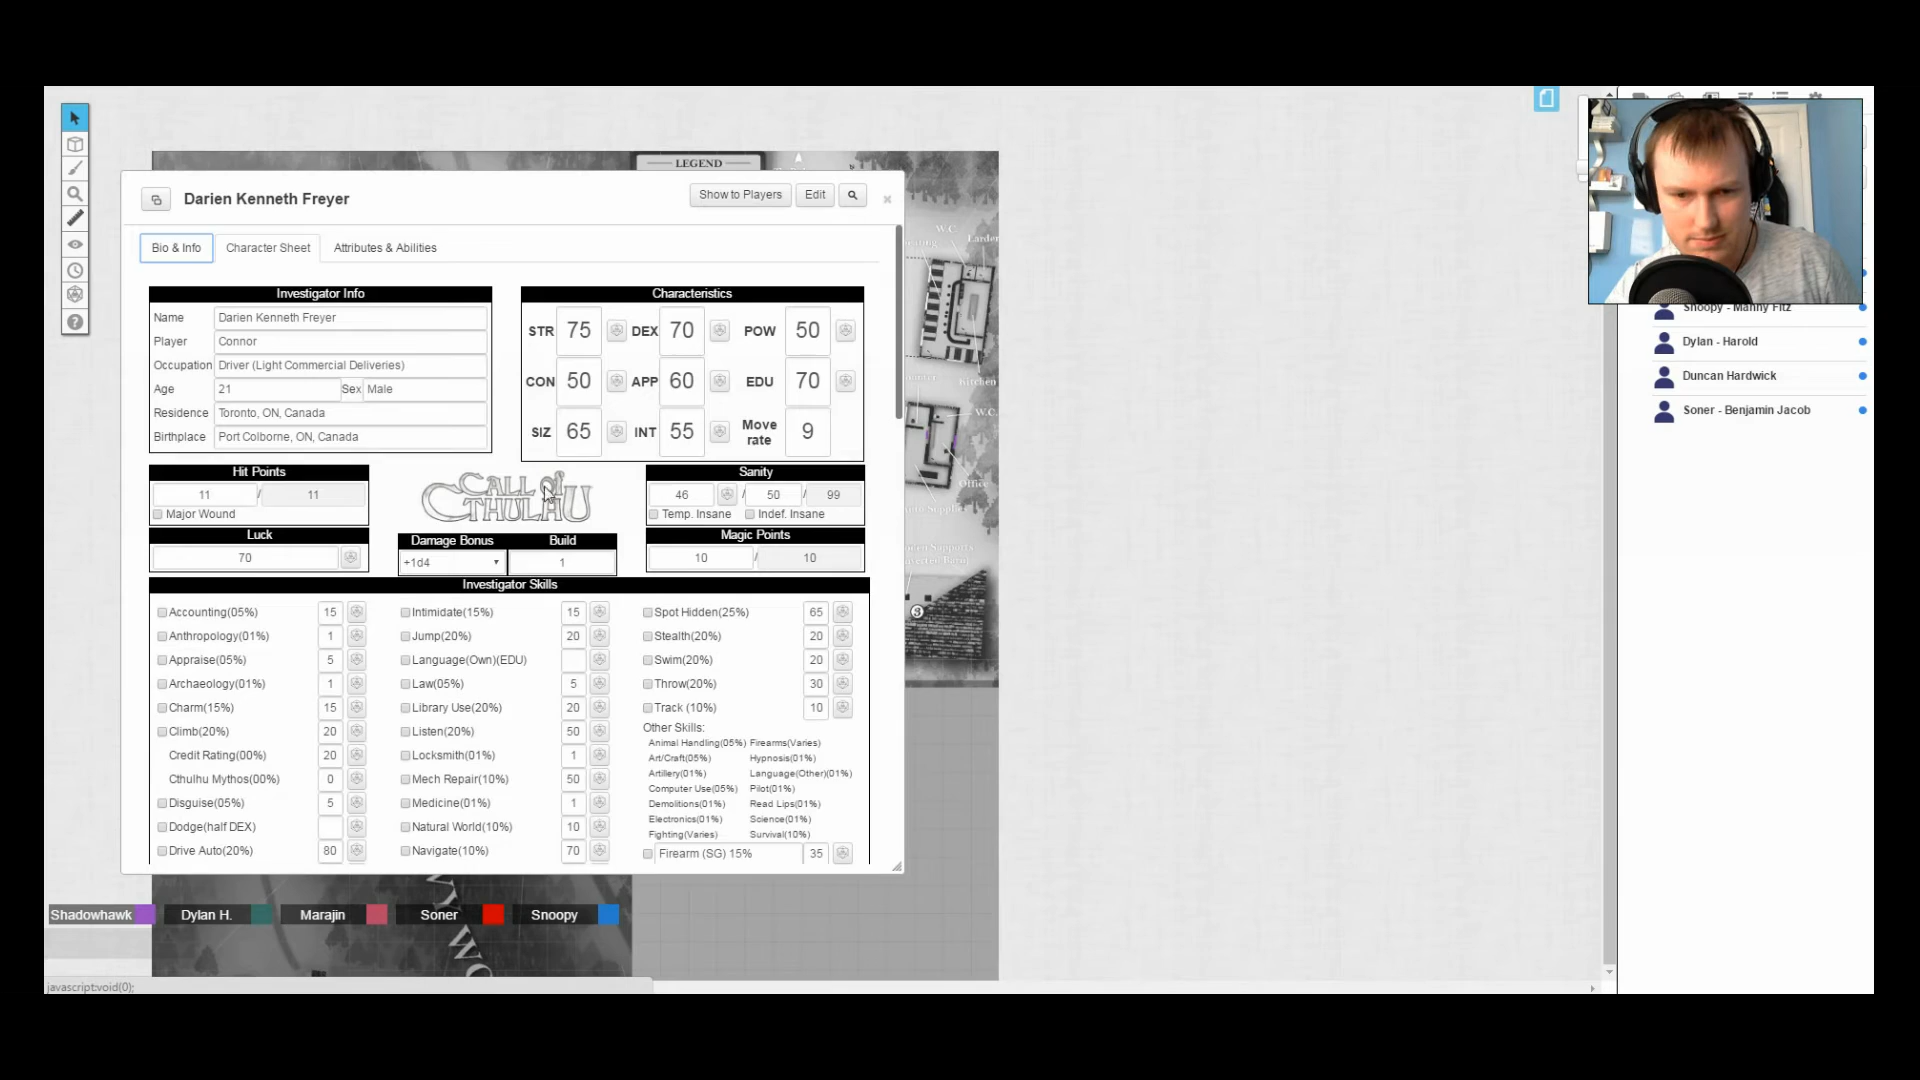 LEGEND
Darien Kenneth Freyer
Show to Players
Edit
Bio & Info
Character Sheet
Attributes & Abilities
Investigator Info
Name Darien Kenneth Freyer
Player Connor
Occupation Driver (Light Commercial Deliveries)
Age 21 Sex Male
Residence Toronto, ON, Canada
Birthplace Port Colborne, ON, Canada
Characteristics
STR 75 DEX 70 POW 50
CON 50 APP 60 EDU 70
SIZ 65 INT 55 Move rate 9
Hit Points
11 / 11
Major Wound
Luck
70
CALL of CTHULHU
Damage Bonus Build
+1d4 1
Sanity
46 / 50 / 99
Temp. Insane Indef. Insane
Magic Points
10 / 10
Investigator Skills
Accounting(05%) 15
Anthropology(01%) 1
Appraise(05%) 5
Archaeology(01%) 1
Charm(15%) 15
Climb(20%) 20
Credit Rating(00%) 20
Cthulhu Mythos(00%) 0
Disguise(05%) 5
Dodge(half DEX)
Drive Auto(20%) 80
Intimidate(15%) 15
Jump(20%) 20
Language(Own)(EDU)
Law(05%) 5
Library Use(20%) 20
Listen(20%) 50
Locksmith(01%) 1
Mech Repair(10%) 50
Medicine(01%) 1
Natural World(10%) 10
Navigate(10%) 70
Spot Hidden(25%) 65
Stealth(20%) 20
Swim(20%) 20
Throw(20%) 30
Track (10%) 10
Other Skills:
Animal Handling(05%) Firearms(Varies)
Art/Craft(05%) Hypnosis(01%)
Artillery(01%) Language(Other)(01%)
Computer Use(05%) Pilot(01%)
Demolitions(01%) Read Lips(01%)
Electronics(01%) Science(01%)
Fighting(Varies) Survival(10%)
Firearm (SG) 15% 35
W.C.
Larder
Kitchen
W.C.
Office
3
Snoopy - Manny Fitz
Dylan - Harold
Duncan Hardwick
Soner - Benjamin Jacob
Shadowhawk
Dylan H.
Marajin
Soner
Snoopy
javascript:void(0);